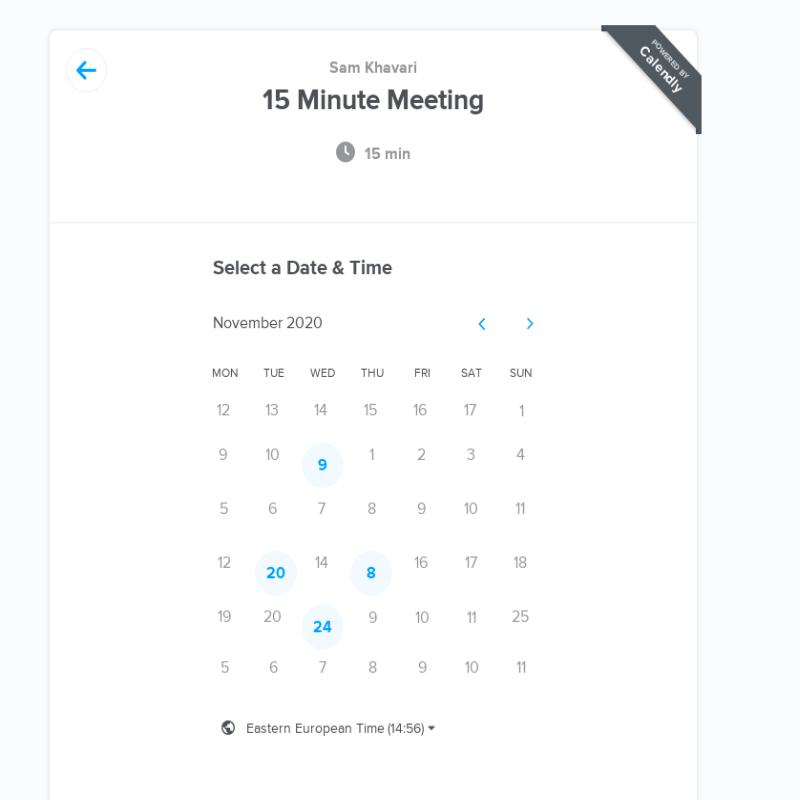 Sam Khavari
POWERED BY
Calendly
15 Minute Meeting
15 min
Select a Date & Time
November 2020
MON TUE WED THU FRI SAT SUN
12 13 14 15 16 17 1
9 10 9 1 2 3 4
5 6 7 8 9 10 11
12 20 14 8 16 17 18
19 20 24 9 10 11 25
5 6 7 8 9 10 11
Eastern European Time (14:56)